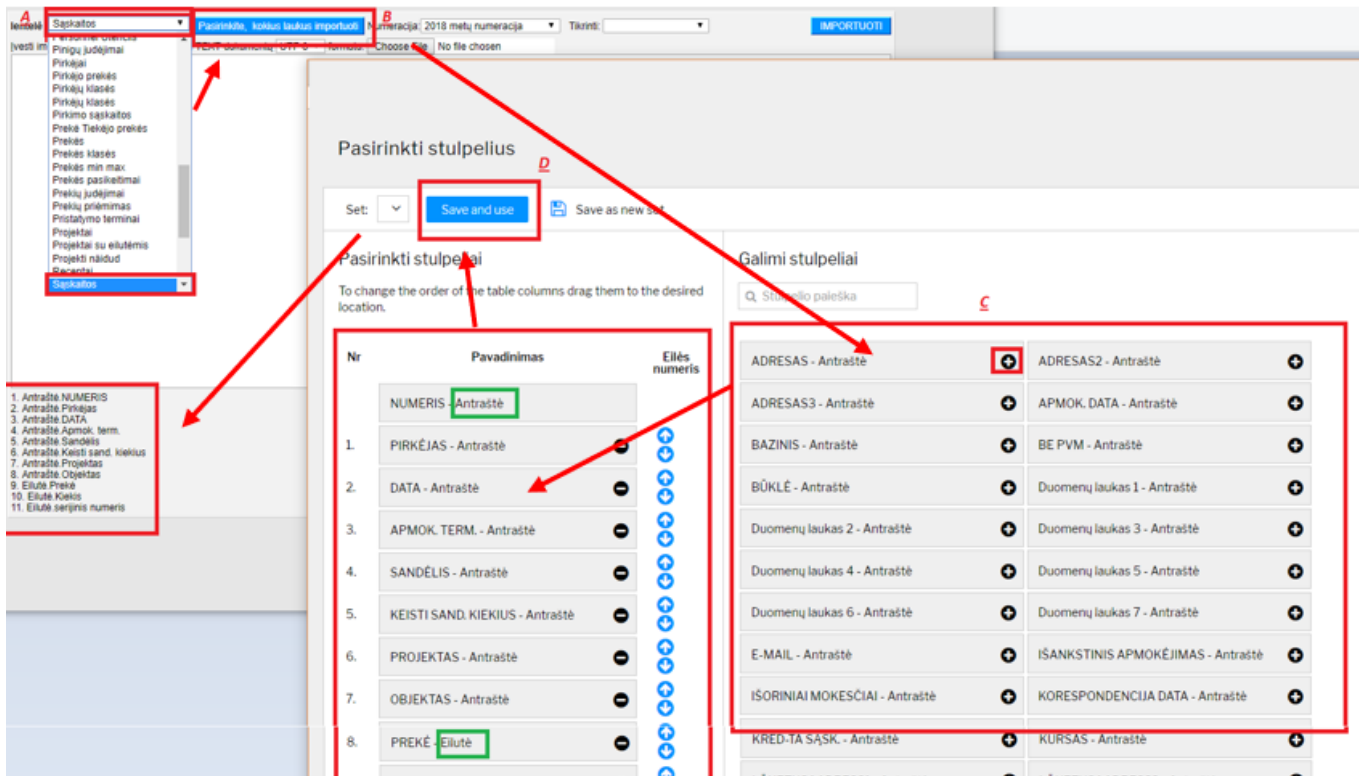 A
B
lentelė Sąskaitos Pasirinkite, kokius laukus importuoti Numeracija: 2018 metų numeracija Tikrinti: IMPORTUOTI
Įvesti TEXT dokumentą UTF-8 formatu Choose File No file chosen
Pinigų judėjimai
Pirkėjai
Pirkėjo prekės
Pirkėjų klasės
Pirkėjų klasės
Pirkimo sąskaitos
Prekė Tiekėjo prekės
Prekės
Prekės klasės
Prekės min max
Prekės pasikeitimai
Prekių judėjimai
Prekių priėmimas
Pristatymo terminai
Projektai
Projektai su eilutėmis
Projekti näidud
Receptai
Sąskaitos
Pasirinkti stulpelius
D
Set: Save and use Save as new set
Pasirinkti stulpeliai
To change the order of the table columns drag them to the desired
location.
Nr Pavadinimas Eilės
numeris
NUMERIS - Antraštė
1. PIRKĖJAS - Antraštė
2. DATA - Antraštė
3. APMOK. TERM. - Antraštė
4. SANDĖLIS - Antraštė
5. KEISTI SAND. KIEKIUS - Antraštė
6. PROJEKTAS - Antraštė
7. OBJEKTAS - Antraštė
8. PREKĖ - Eilutė
Galimi stulpeliai
Stulpelio paieška
C
ADRESAS - Antraštė ADRESAS2 - Antraštė
ADRESAS3 - Antraštė APMOK. DATA - Antraštė
BAZINIS - Antraštė BE PVM - Antraštė
BŪKLĖ - Antraštė Duomenų laukas 1 - Antraštė
Duomenų laukas 2 - Antraštė Duomenų laukas 3 - Antraštė
Duomenų laukas 4 - Antraštė Duomenų laukas 5 - Antraštė
Duomenų laukas 6 - Antraštė Duomenų laukas 7 - Antraštė
E-MAIL - Antraštė IŠANKSTINIS APMOKĖJIMAS - Antraštė
IŠORINIAI MOKESČIAI - Antraštė KORESPONDENCIJA DATA - Antraštė
KRED-TA SĄSK. - Antraštė KURSAS - Antraštė
1. Antraštė.NUMERIS
2. Antraštė.Pirkėjas
3. Antraštė.DATA
4. Antraštė.Apmok. term.
5. Antraštė.Sandėlis
6. Antraštė.Keisti sand. kiekius
7. Antraštė.Projektas
8. Antraštė.Objektas
9. Eilutė.Prekė
10. Eilutė.Kiekis
11. Eilutė.serijinis numeris